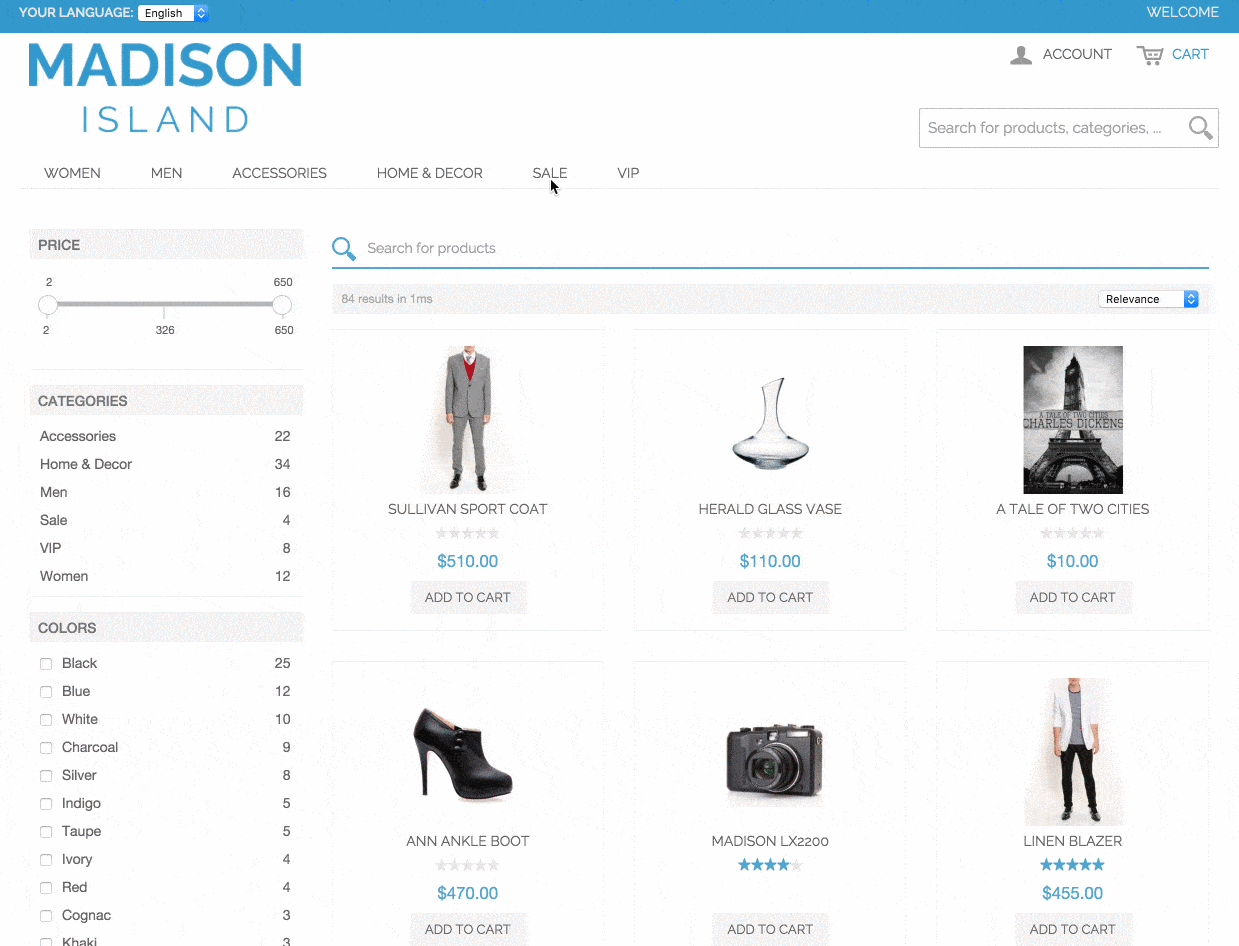 YOUR LANGUAGE: English WELCOME
MADISON
ISLAND
ACCOUNT CART
Search for products, categories, ...
WOMEN MEN ACCESSORIES HOME & DECOR SALE VIP
PRICE
2 650
2 326 650
CATEGORIES
Accessories 22
Home & Decor 34
Men 16
Sale 4
VIP 8
Women 12
COLORS
Black 25
Blue 12
White 10
Charcoal 9
Silver 8
Indigo 5
Taupe 5
Ivory 4
Red 4
Cognac 3
Khaki 3
Search for products
84 results in 1ms Relevance
SULLIVAN SPORT COAT
$510.00
ADD TO CART
HERALD GLASS VASE
$110.00
ADD TO CART
A TALE OF TWO CITIES
CHARLES DICKENS
A TALE OF TWO CITIES
$10.00
ADD TO CART
ANN ANKLE BOOT
$470.00
ADD TO CART
MADISON LX2200
ADD TO CART
LINEN BLAZER
$455.00
ADD TO CART